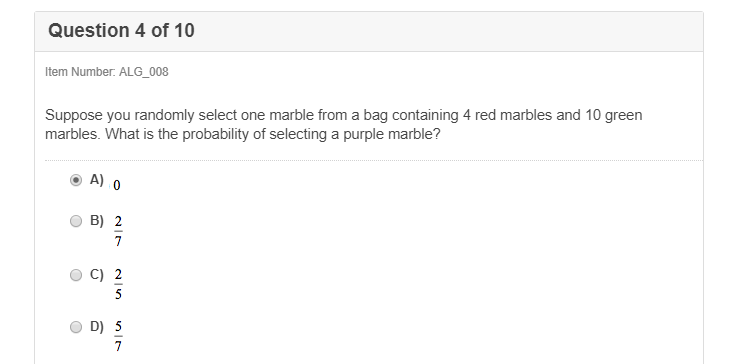 Question 4 of 10
Item Number: ALG_008
Suppose you randomly select one marble from a bag containing 4 red marbles and 10 green
marbles. What is the probability of selecting a purple marble?
A) 0
B) 2/7
C) 2/5
D) 5/7